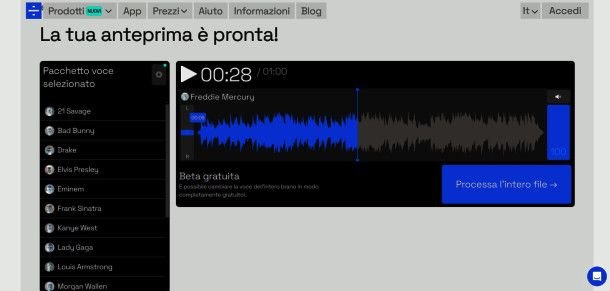 Prodotti NUOVI App Prezzi Aiuto Informazioni Blog It Accedi
La tua anteprima è pronta!
Pacchetto voce
selezionato
21 Savage
Bad Bunny
Drake
Elvis Presley
Eminem
Frank Sinatra
Kanye West
Lady Gaga
Louis Armstrong
Morgan Wallen
00:28 / 01:00
Freddie Mercury
L
R
100
Beta gratuita
È possibile cambiare la voce dell'intero brano in modo
completamente gratuito!.
Processa l'intero file →